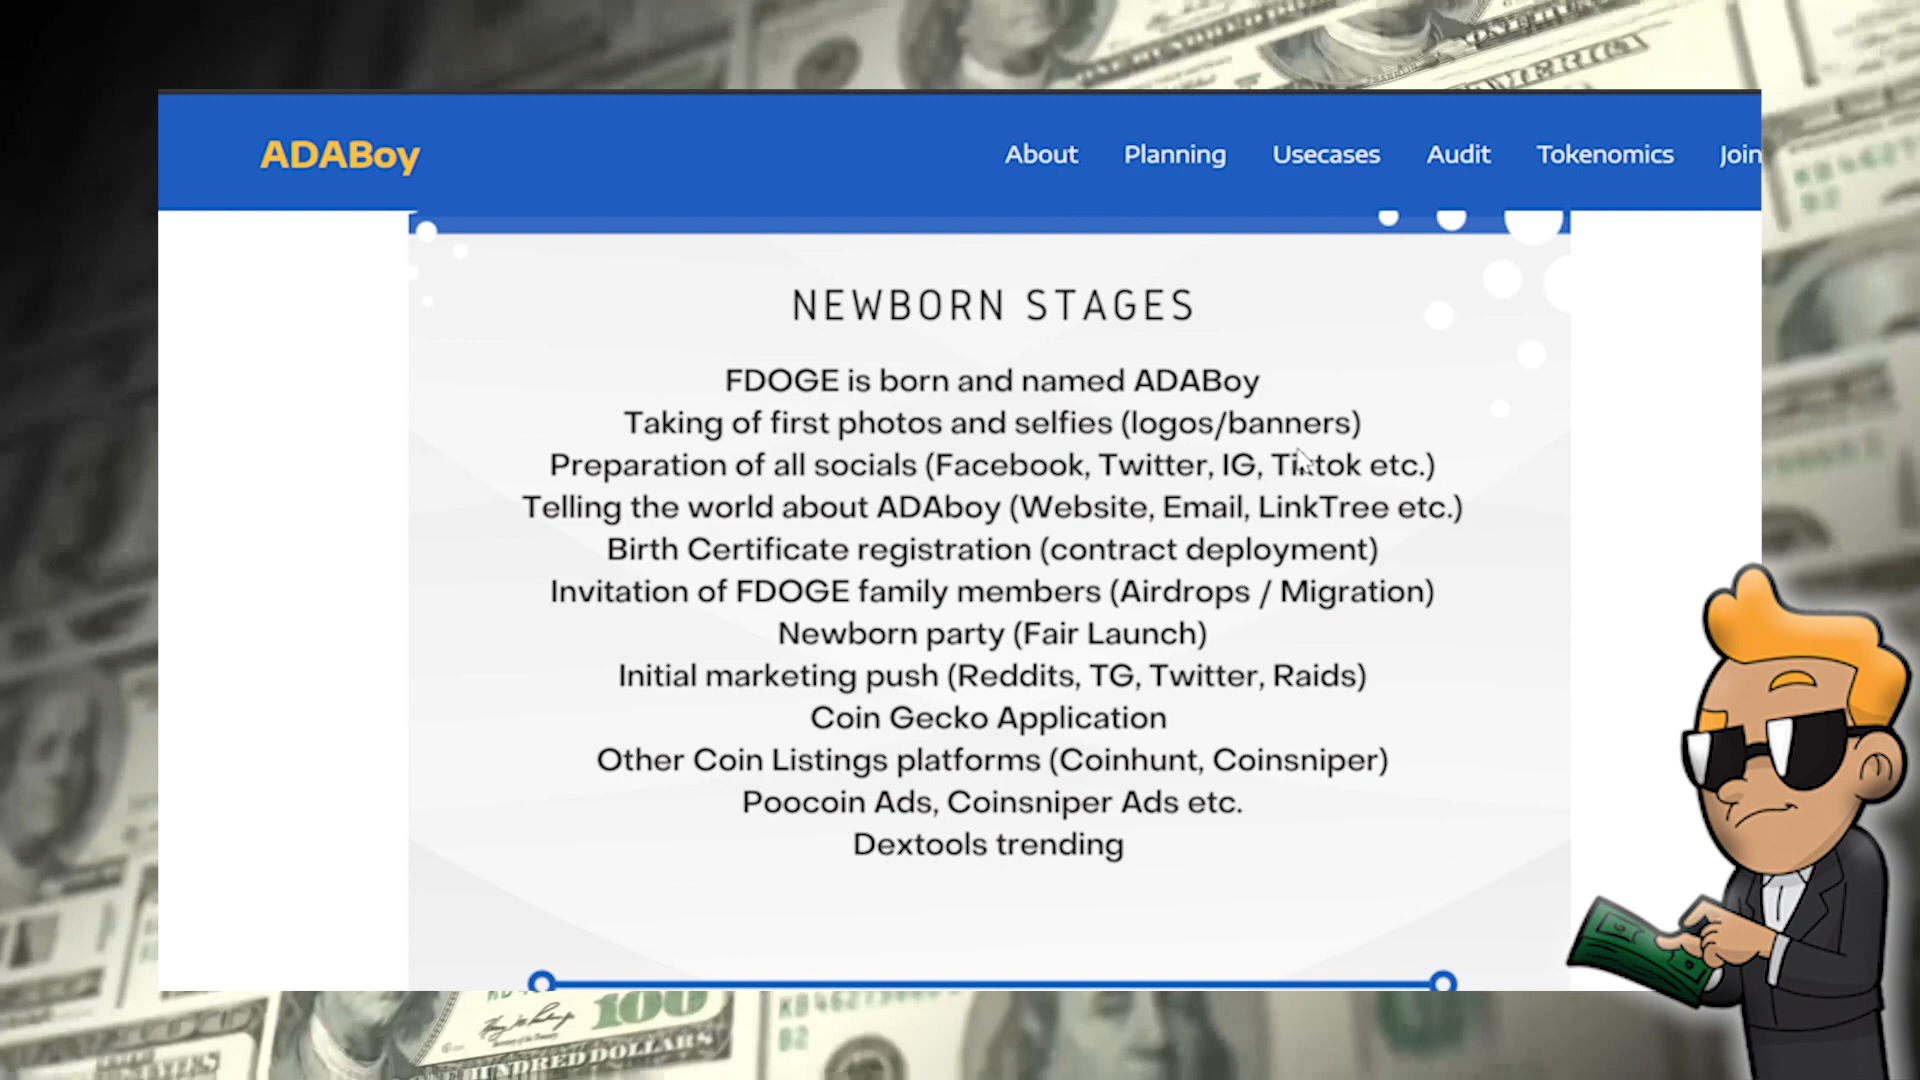 ADABoy
About Planning Usecases Audit Tokenomics Join
NEWBORN STAGES
FDOGE is born and named ADABoy
Taking of first photos and selfies (logos/banners)
Preparation of all socials (Facebook, Twitter, IG, Tiktok etc.)
Telling the world about ADAboy (Website, Email, LinkTree etc.)
Birth Certificate registration (contract deployment)
Invitation of FDOGE family members (Airdrops / Migration)
Newborn party (Fair Launch)
Initial marketing push (Reddits, TG, Twitter, Raids)
Coin Gecko Application
Other Coin Listings platforms (Coinhunt, Coinsniper)
Poocoin Ads, Coinsniper Ads etc.
Dextools trending
100
HUNDRED DOLLARS